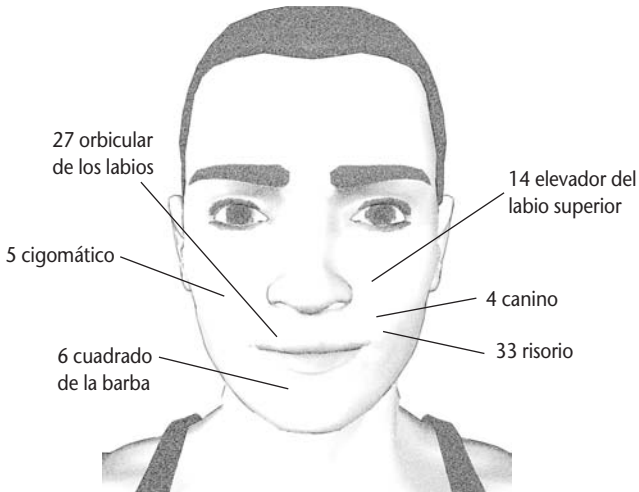 27 orbicular
de los labios
14 elevador del
labio superior
5 cigomático
4 canino
33 risorio
6 cuadrado
de la barba